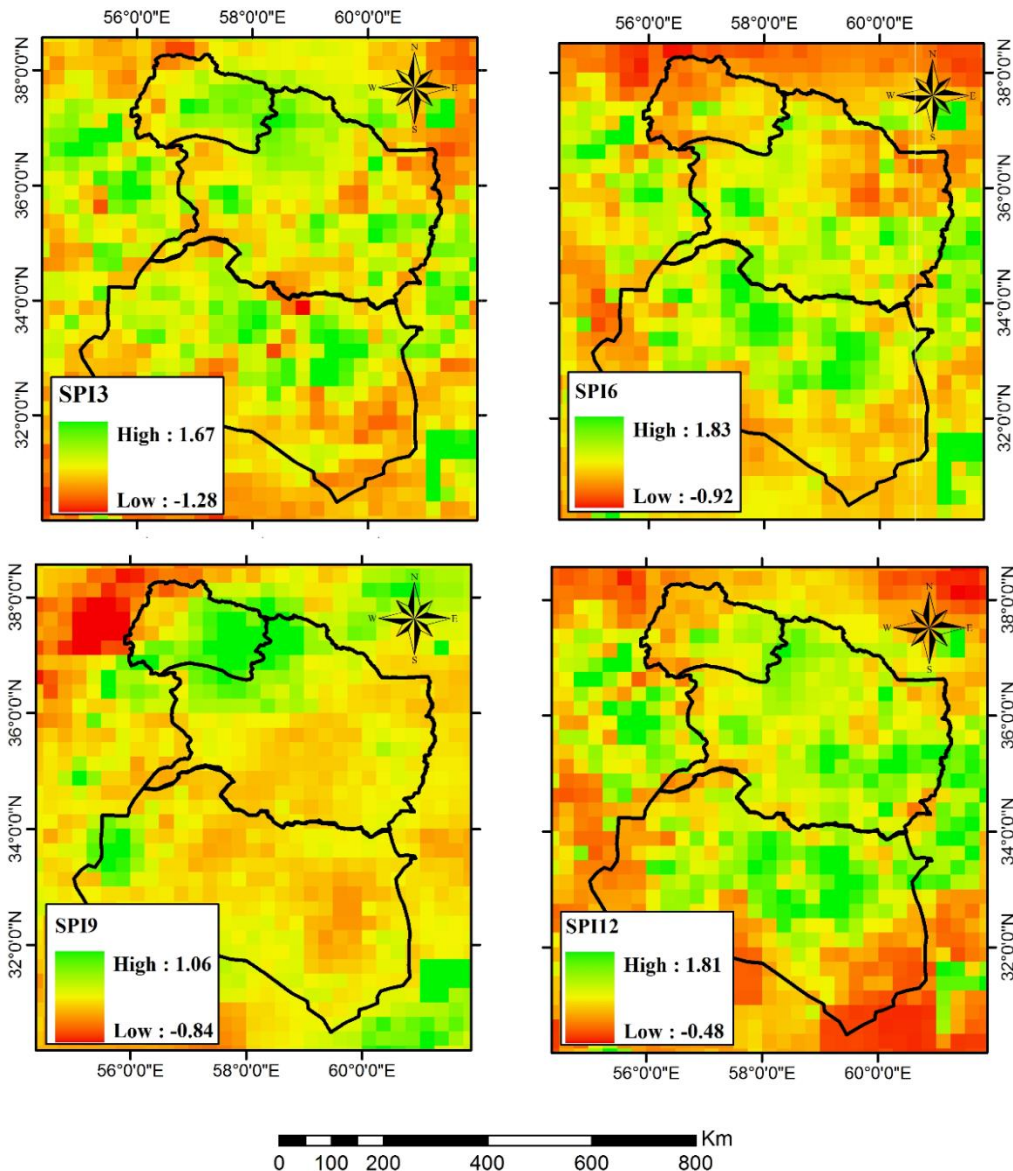 56°0'0"E 58°0'0"E 60°0'0"E
56°0'0"E 58°0'0"E 60°0'0"E
38°0'0"N
36°0'0"N
34°0'0"N
32°0'0"N
N
W E
S
SPI3
High : 1.67
Low : -1.28
N
W E
S
SPI6
High : 1.83
Low : -0.92
38°0'0"N
36°0'0"N
34°0'0"N
32°0'0"N
38°0'0"N
36°0'0"N
34°0'0"N
32°0'0"N
N
W E
S
SPI9
High : 1.06
Low : -0.84
N
W E
S
SPI12
High : 1.81
Low : -0.48
38°0'0"N
36°0'0"N
34°0'0"N
32°0'0"N
56°0'0"E 58°0'0"E 60°0'0"E
56°0'0"E 58°0'0"E 60°0'0"E
Km
0 100 200 400 600 800